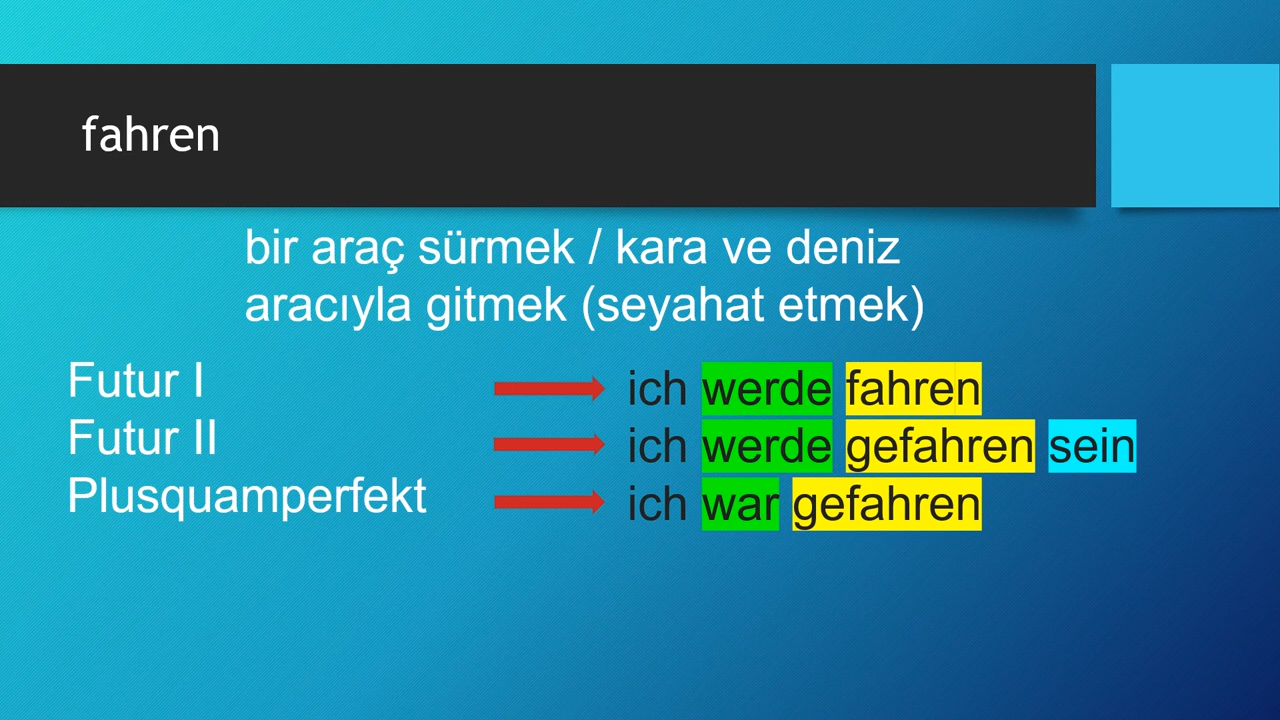 fahren
bir araç sürmek / kara ve deniz
aracıyla gitmek (seyahat etmek)
Futur I ich werde fahren
Futur II ich werde gefahren sein
Plusquamperfekt ich war gefahren